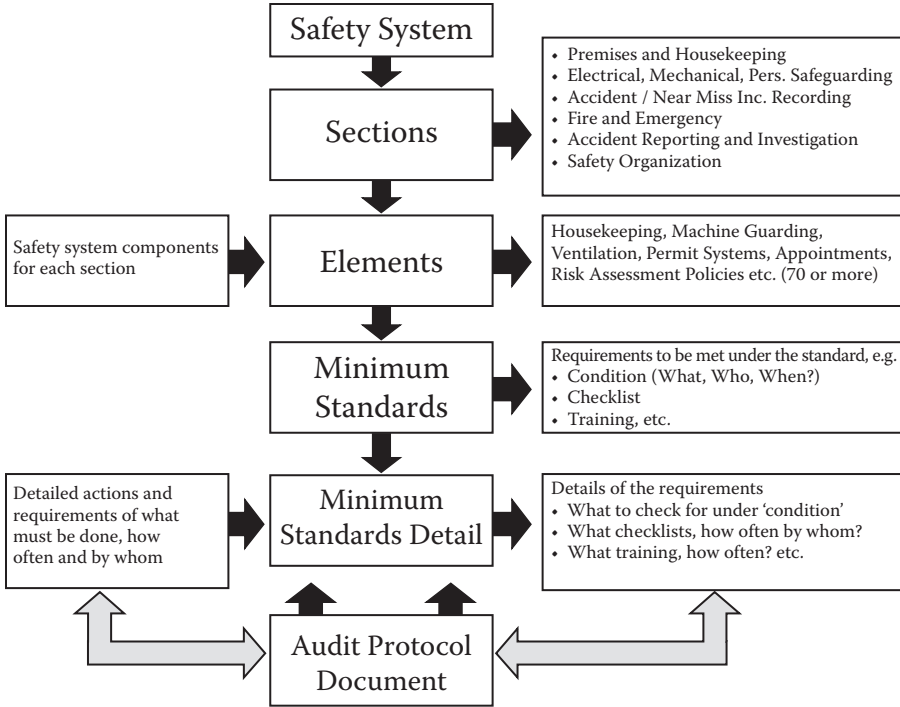 Safety System
Sections
• Premises and Housekeeping
• Electrical, Mechanical, Pers. Safeguarding
• Accident / Near Miss Inc. Recording
• Fire and Emergency
• Accident Reporting and Investigation
• Safety Organization
Safety system components
for each section
Elements
Housekeeping, Machine Guarding,
Ventilation, Permit Systems, Appointments,
Risk Assessment Policies etc. (70 or more)
Minimum
Standards
Requirements to be met under the standard, e.g.
• Condition (What, Who, When?)
• Checklist
• Training, etc.
Detailed actions and
requirements of what
must be done, how
often and by whom
Minimum
Standards Detail
Details of the requirements
• What to check for under ‘condition’
• What checklists, how often by whom?
• What training, how often? etc.
Audit Protocol
Document